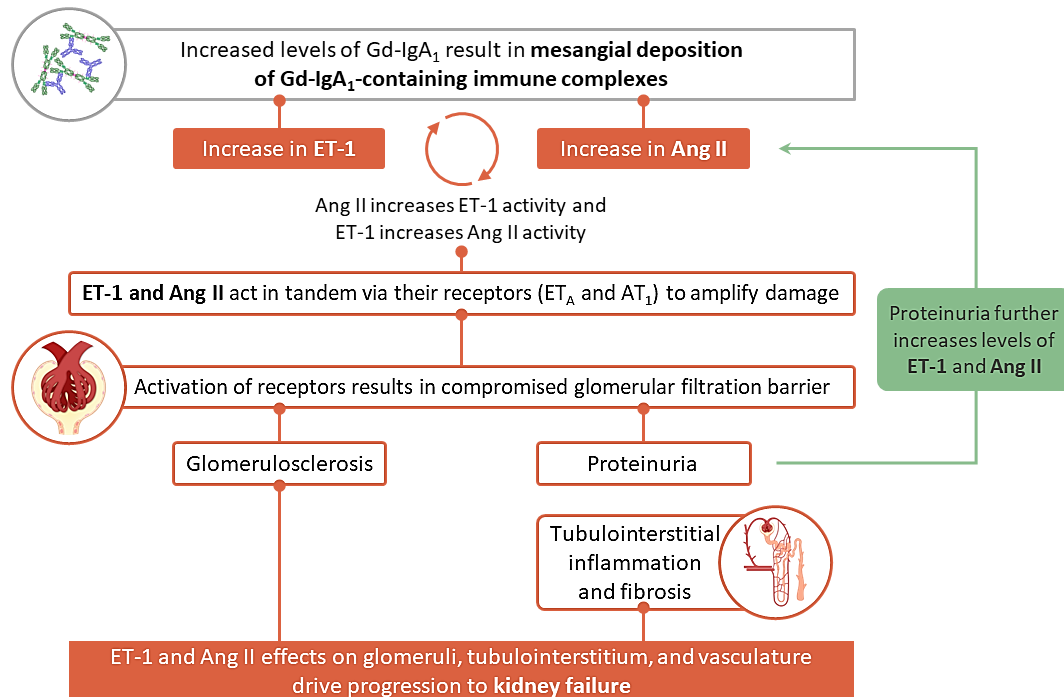 Increased levels of Gd-IgA₁ result in mesangial deposition
of Gd-IgA₁-containing immune complexes
Increase in ET-1
Increase in Ang II
Ang II increases ET-1 activity and
ET-1 increases Ang II activity
ET-1 and Ang II act in tandem via their receptors (ET_A and AT₁) to amplify damage
Proteinuria further
increases levels of
ET-1 and Ang II
Activation of receptors results in compromised glomerular filtration barrier
Glomerulosclerosis
Proteinuria
Tubulointerstitial
inflammation
and fibrosis
ET-1 and Ang II effects on glomeruli, tubulointerstitium, and vasculature
drive progression to kidney failure